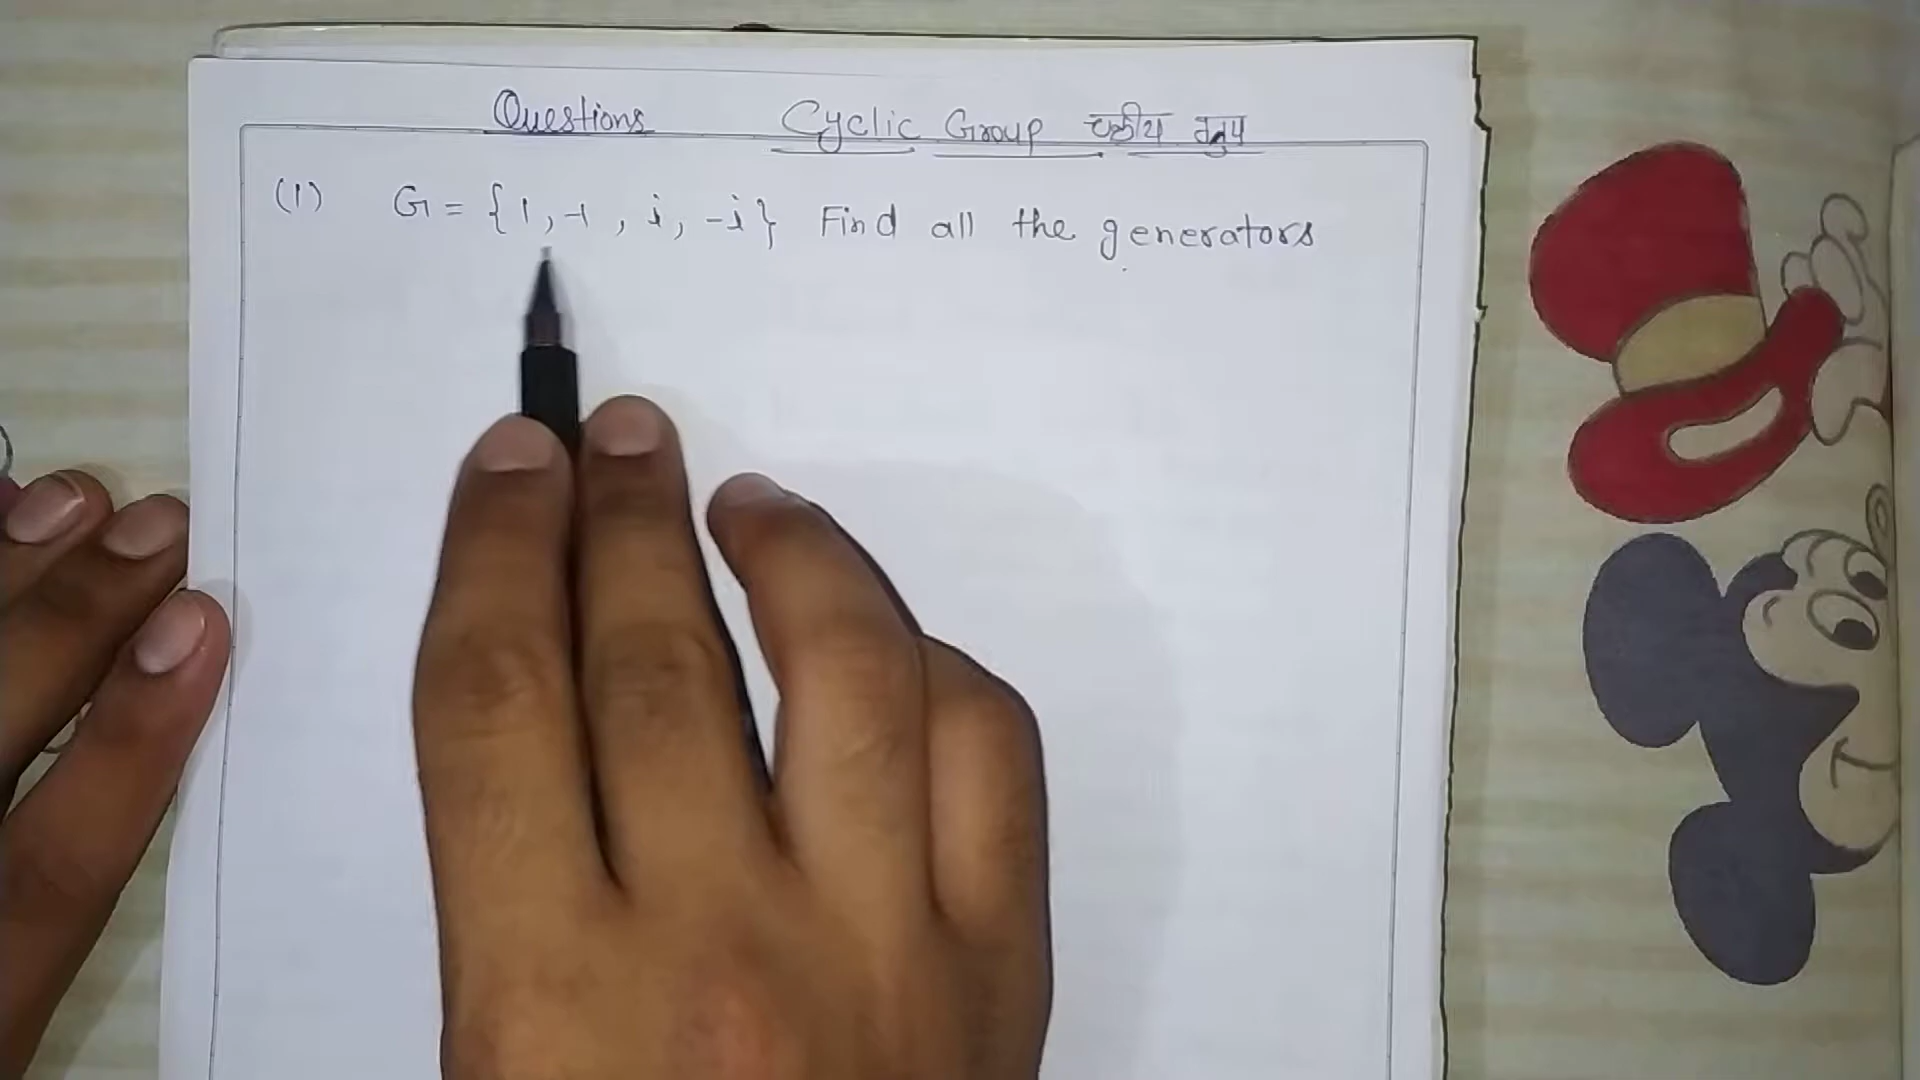 Questions Cyclic Group चक्रीय समुप
(1) G = {1, -1, i, -i} Find all the generators